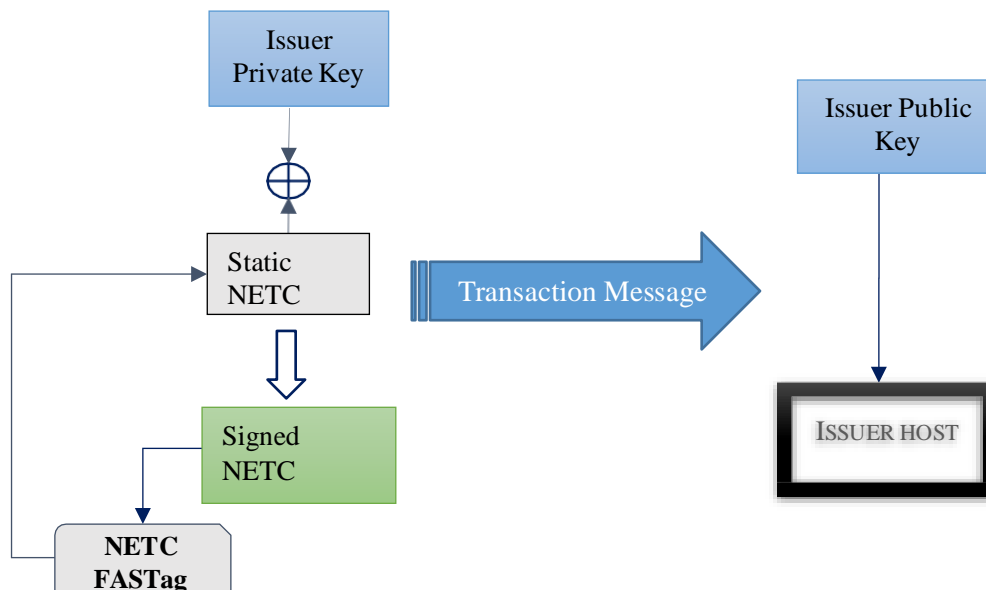 Issuer
Private Key
Issuer Public
Key
Static
NETC
Transaction Message
Signed
NETC
ISSUER HOST
NETC
FASTag